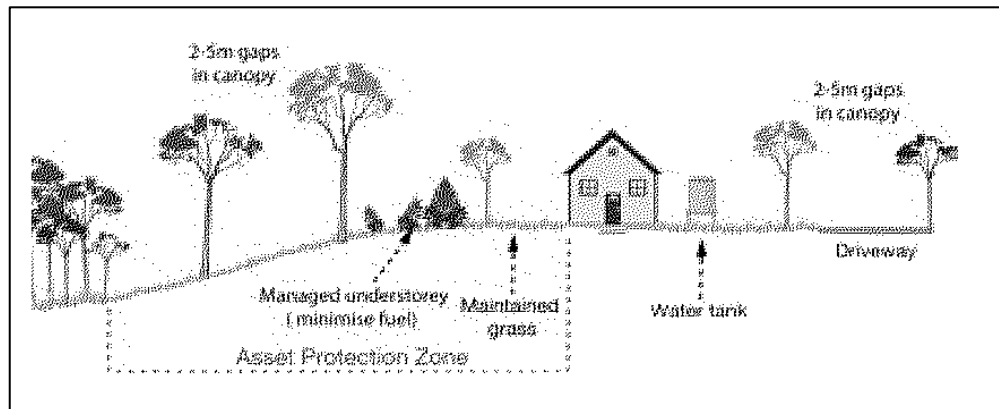 2-5m gaps
in canopy
2-5m gaps
in canopy
Driveway
Managed understorey
( minimise fuel)
Maintained
grass
Water tank
Asset Protection Zone